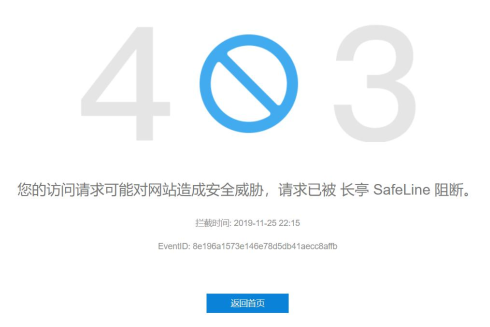 403
您的访问请求可能对网站造成安全威胁，请求已被 长亭 SafeLine 阻断。
拦截时间: 2019-11-25 22:15
EventID: 8e196a1573e146e78d5db41aecc8affb
返回首页